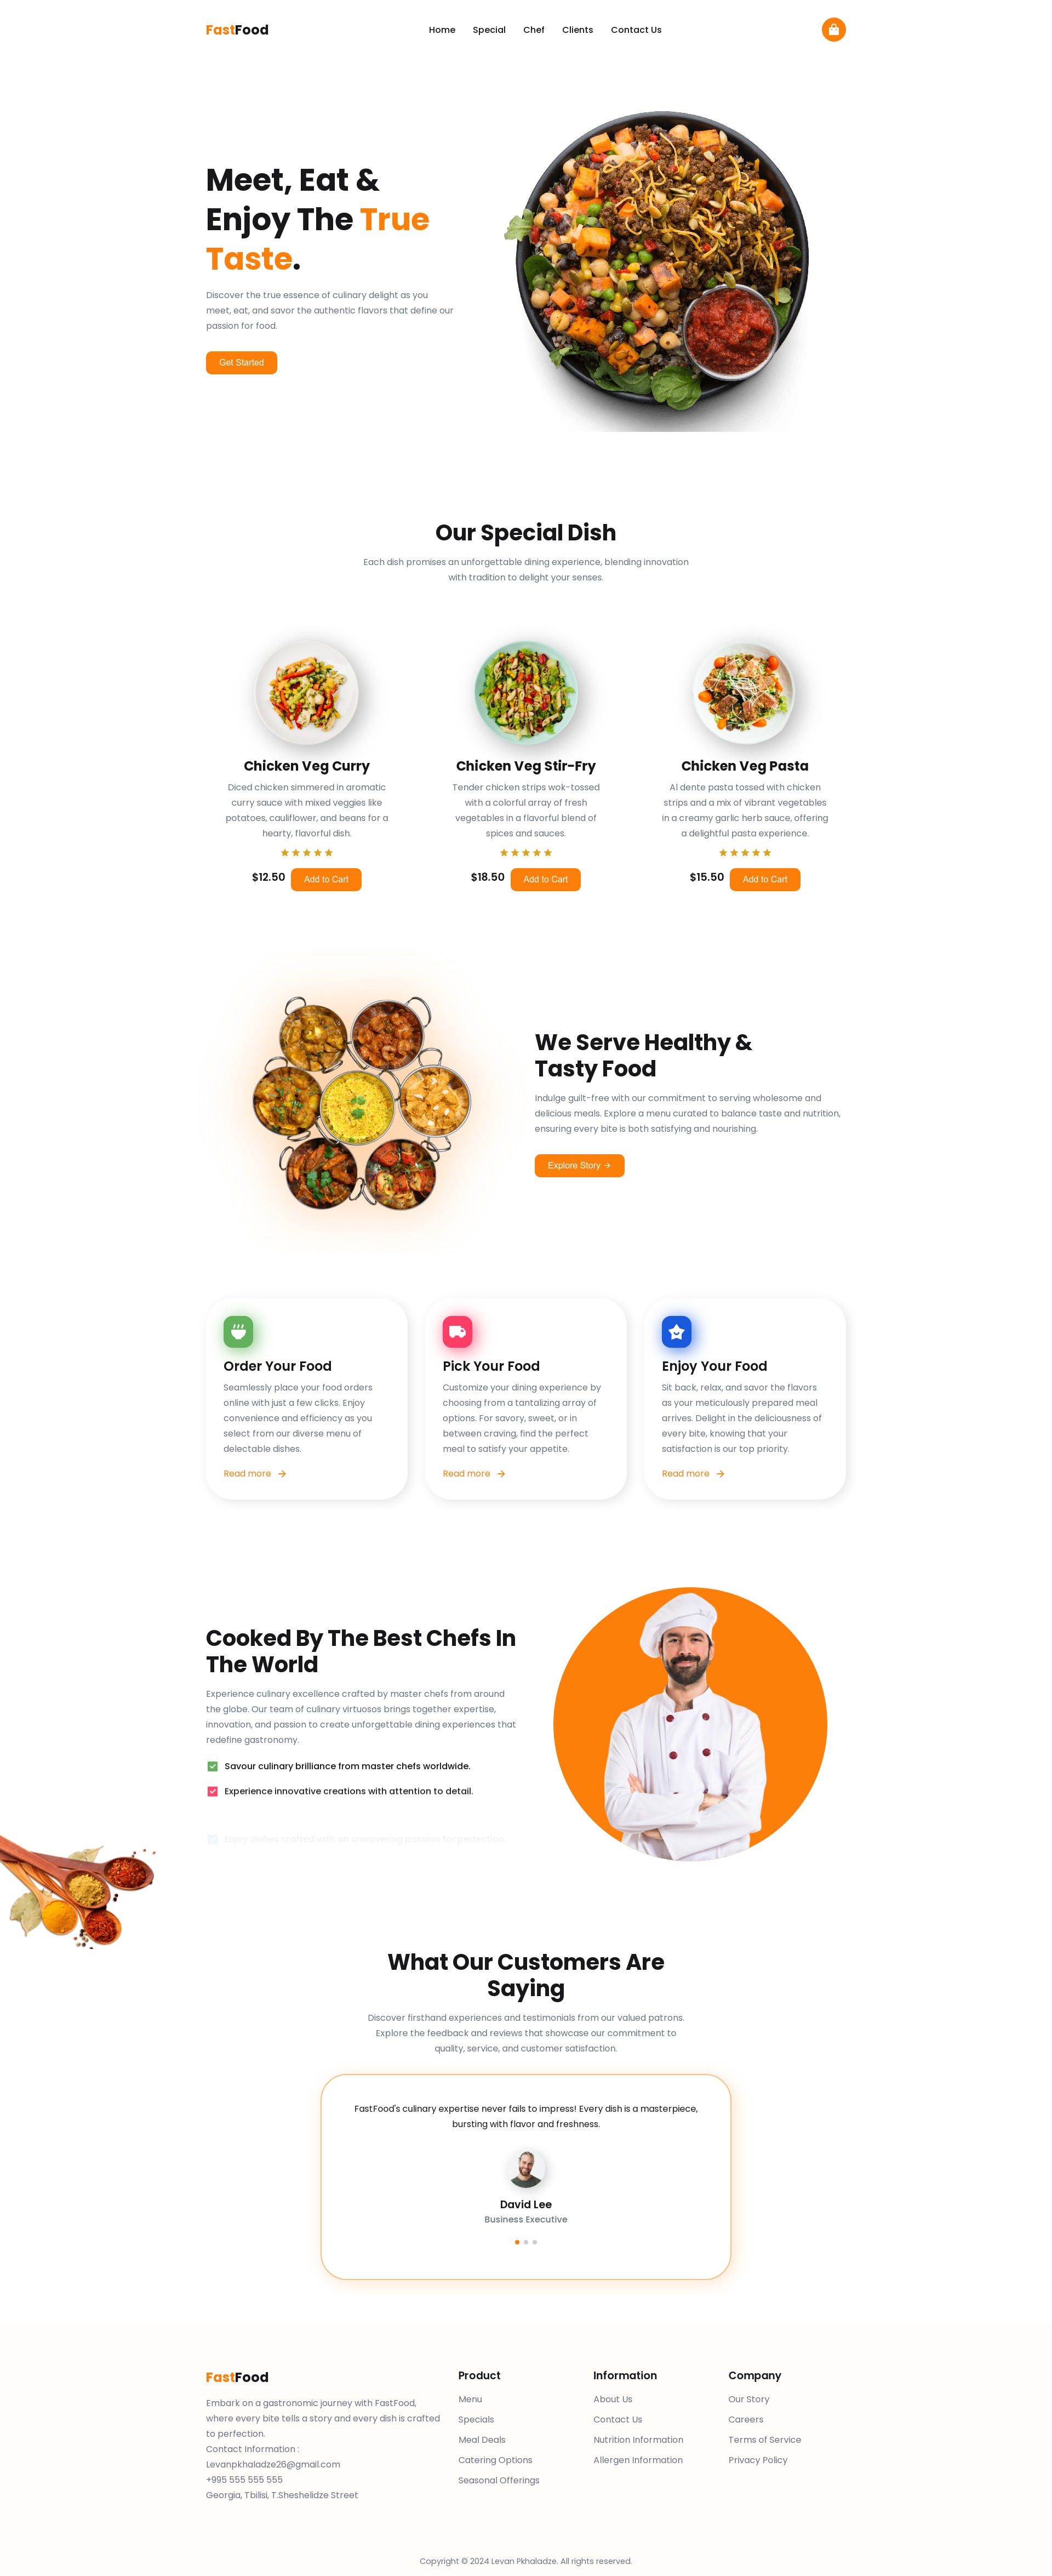 FastFood
Home
Special
Chef
Clients
Contact Us
Meet, Eat &
Enjoy The True
Taste.
Discover the true essence of culinary delight as you
meet, eat, and savor the authentic flavors that define our
passion for food.
Get Started
Our Special Dish
Each dish promises an unforgettable dining experience, blending innovation
with tradition to delight your senses.
Chicken Veg Curry
Diced chicken simmered in aromatic
curry sauce with mixed veggies like
potatoes, cauliflower, and beans for a
hearty, flavorful dish.
$12.50
Add to Cart
Chicken Veg Stir-Fry
Tender chicken strips wok-tossed
with a colorful array of fresh
vegetables in a flavorful blend of
spices and sauces.
$18.50
Add to Cart
Chicken Veg Pasta
Al dente pasta tossed with chicken
strips and a mix of vibrant vegetables
in a creamy garlic herb sauce, offering
a delightful pasta experience.
$15.50
Add to Cart
We Serve Healthy &
Tasty Food
Indulge guilt-free with our commitment to serving wholesome and
delicious meals. Explore a menu curated to balance taste and nutrition,
ensuring every bite is both satisfying and nourishing.
Explore Story
Order Your Food
Seamlessly place your food orders
online with just a few clicks. Enjoy
convenience and efficiency as you
select from our diverse menu of
delectable dishes.
Read more
Pick Your Food
Customize your dining experience by
choosing from a tantalizing array of
options. For savory, sweet, or in
between craving, find the perfect
meal to satisfy your appetite.
Read more
Enjoy Your Food
Sit back, relax, and savor the flavors
as your meticulously prepared meal
arrives. Delight in the deliciousness of
every bite, knowing that your
satisfaction is our top priority.
Read more
Cooked By The Best Chefs In
The World
Experience culinary excellence crafted by master chefs from around
the globe. Our team of culinary virtuosos brings together expertise,
innovation, and passion to create unforgettable dining experiences that
redefine gastronomy.
Savour culinary brilliance from master chefs worldwide.
Experience innovative creations with attention to detail.
Enjoy dishes crafted with an unwavering passion for perfection.
What Our Customers Are
Saying
Discover firsthand experiences and testimonials from our valued patrons.
Explore the feedback and reviews that showcase our commitment to
quality, service, and customer satisfaction.
FastFood's culinary expertise never fails to impress! Every dish is a masterpiece,
bursting with flavor and freshness.
David Lee
Business Executive
FastFood
Embark on a gastronomic journey with FastFood,
where every bite tells a story and every dish is crafted
to perfection.
Contact Information :
Levanpkhaladze26@gmail.com
+995 555 555 555
Georgia, Tbilisi, T.Sheshelidze Street
Product
Menu
Specials
Meal Deals
Catering Options
Seasonal Offerings
Information
About Us
Contact Us
Nutrition Information
Allergen Information
Company
Our Story
Careers
Terms of Service
Privacy Policy
Copyright © 2024 Levan Pkhaladze. All rights reserved.